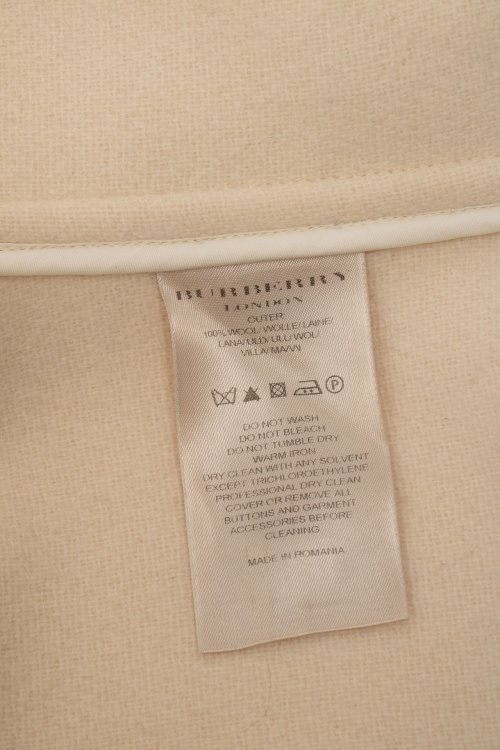 BURBERRY
LONDON
OUTER:
100% WOOL/ WOLLE/ LAINE/
LANA/ ULD/ ULL/ WOL/
VILLA/
P
DO NOT WASH
DO NOT BLEACH
DO NOT TUMBLE DRY
WARM IRON
DRY CLEAN WITH ANY SOLVENT
EXCEPT TRICHLOROETHYLENE
PROFESSIONAL DRY CLEAN
COVER OR REMOVE ALL
BUTTONS AND GARMENT
ACCESSORIES BEFORE
CLEANING
MADE IN ROMANIA